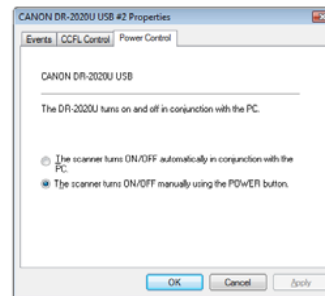 CANON DR-2020U USB #2 Properties
Events CCFL Control Power Control
CANON DR-2020U USB
The DR-2020U turns on and off in conjunction with the PC.
The scanner turns ON/OFF automatically in conjunction with the
PC.
The scanner turns ON/OFF manually using the POWER button.
OK Cancel Apply